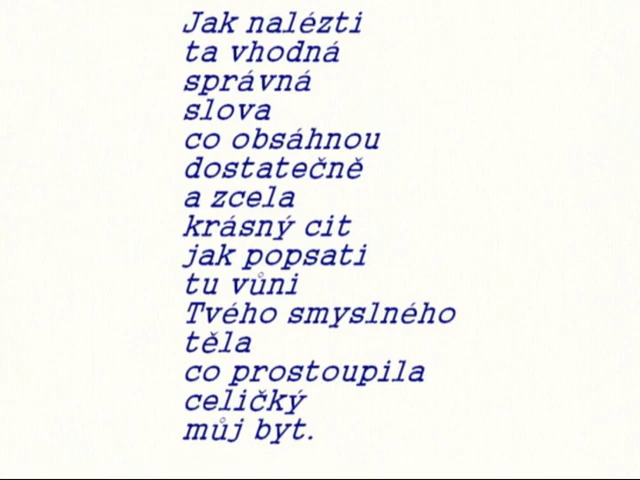 Jak nalézti
ta vhodná
správná
slova
co obsáhnou
dostatečně
a zcela
krásný cit
jak popsati
tu vůni
Tvého smyslného
těla
co prostoupila
celičký
můj byt.